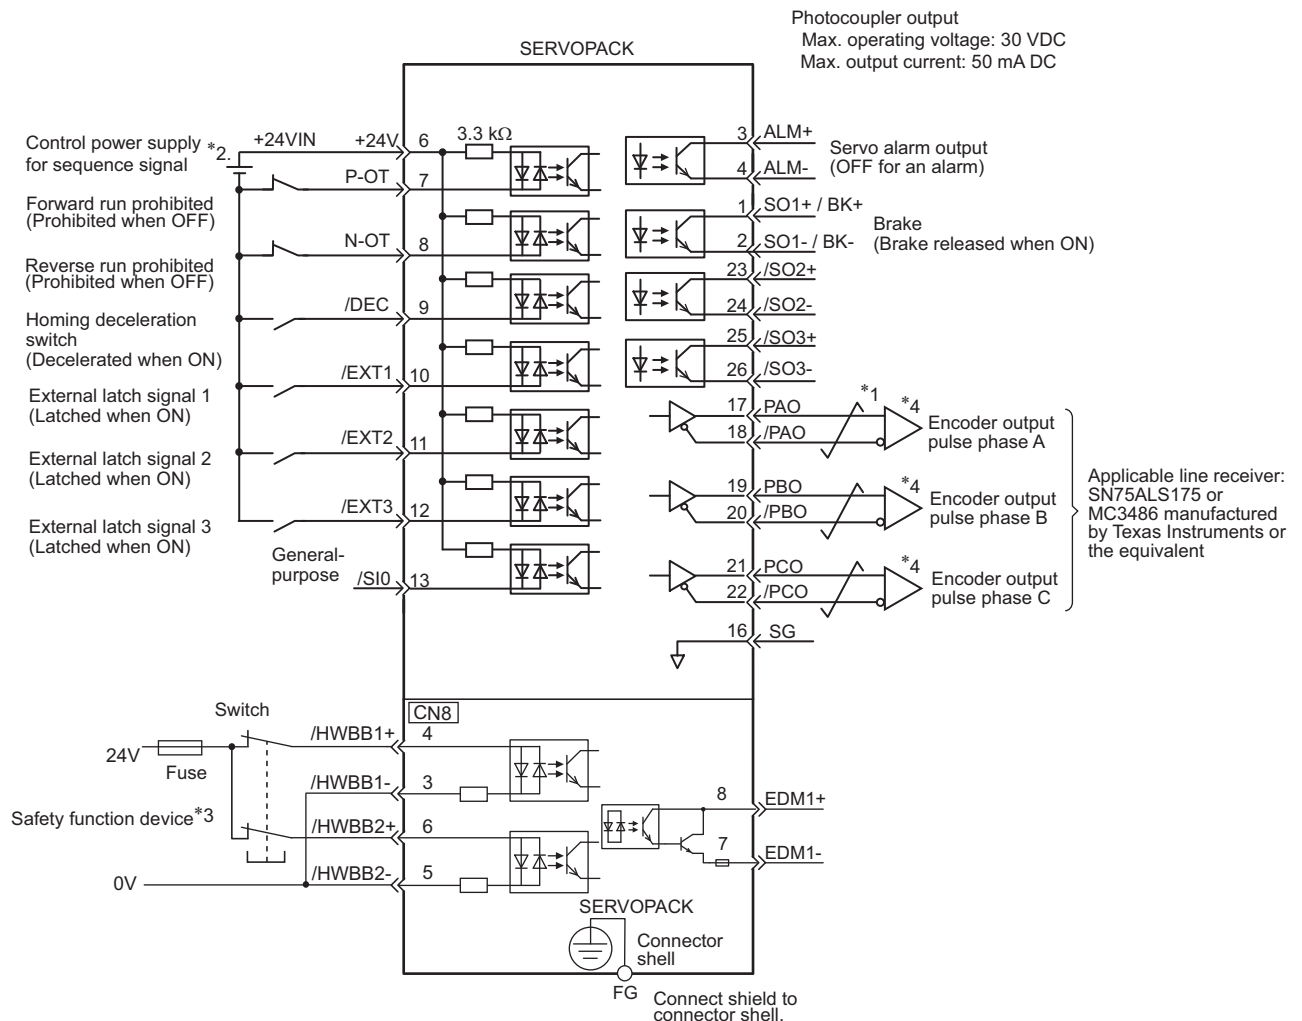 Photocoupler output
Max. operating voltage: 30 VDC
Max. output current: 50 mA DC
SERVOPACK
Control power supply
for sequence signal
*2.
+24VIN
+24V
6
3.3 kΩ
P-OT
7
Forward run prohibited
(Prohibited when OFF)
N-OT
8
Reverse run prohibited
(Prohibited when OFF)
/DEC
9
Homing deceleration
switch
(Decelerated when ON)
/EXT1
10
External latch signal 1
(Latched when ON)
/EXT2
11
External latch signal 2
(Latched when ON)
/EXT3
12
External latch signal 3
(Latched when ON)
General-
purpose
/SI0
13
3
ALM+
4
ALM-
Servo alarm output
(OFF for an alarm)
1
SO1+ / BK+
2
SO1- / BK-
Brake
(Brake released when ON)
23
/SO2+
24
/SO2-
25
/SO3+
26
/SO3-
17
PAO
18
/PAO
*1
*4
Encoder output
pulse phase A
19
PBO
20
/PBO
*4
Encoder output
pulse phase B
21
PCO
22
/PCO
*4
Encoder output
pulse phase C
Applicable line receiver:
SN75ALS175 or
MC3486 manufactured
by Texas Instruments or
the equivalent
16
SG
CN8
Switch
24V
Fuse
/HWBB1+
4
/HWBB1-
3
Safety function device*3
/HWBB2+
6
0V
/HWBB2-
5
8
EDM1+
7
EDM1-
SERVOPACK
Connector
shell
FG
Connect shield to
connector shell.